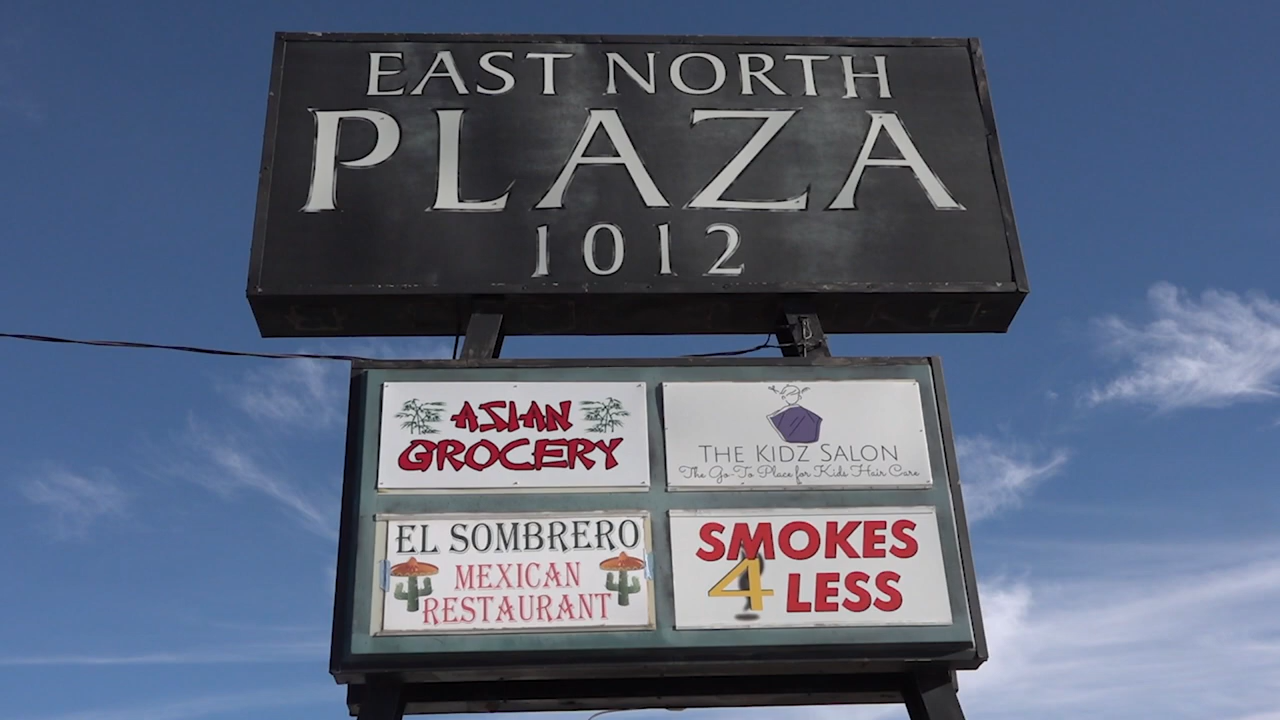 EAST NORTH
PLAZA
1012
ASIAN
GROCERY
THE KIDZ SALON
The Go-To Place for Kids Hair Care
EL SOMBRERO
MEXICAN
RESTAURANT
SMOKES
4 LESS